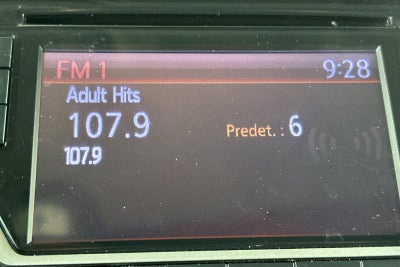 FM 1 9:28
Adult Hits
107.9 Predet. : 6
107.9